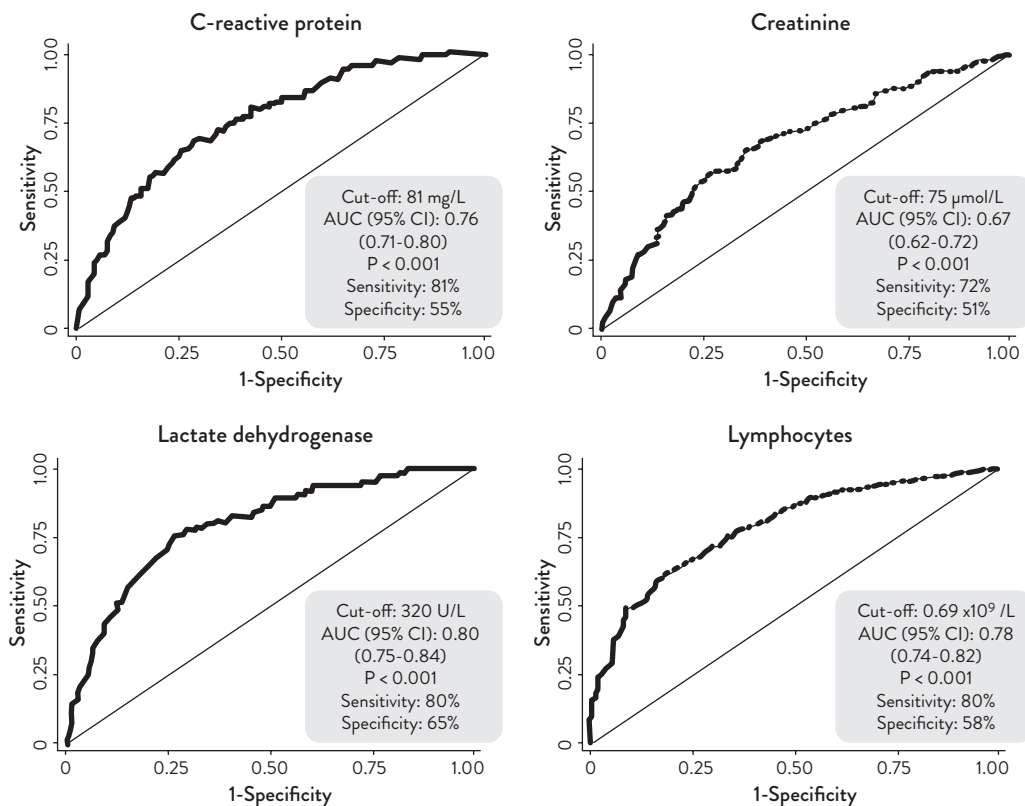 C-reactive protein
Sensitivity
1.00
0.75
0.50
0.25
0
Cut-off: 81 mg/L
AUC (95% CI): 0.76
(0.71-0.80)
P < 0.001
Sensitivity: 81%
Specificity: 55%
0 0.25 0.50 0.75 1.00
1-Specificity
Creatinine
Sensitivity
1.00
0.75
0.50
0.25
0
Cut-off: 75 μmol/L
AUC (95% CI): 0.67
(0.62-0.72)
P < 0.001
Sensitivity: 72%
Specificity: 51%
0 0.25 0.50 0.75 1.00
1-Specificity
Lactate dehydrogenase
Sensitivity
1.00
0.75
0.50
0.25
0
Cut-off: 320 U/L
AUC (95% CI): 0.80
(0.75-0.84)
P < 0.001
Sensitivity: 80%
Specificity: 65%
0 0.25 0.50 0.75 1.00
1-Specificity
Lymphocytes
Sensitivity
1.00
0.75
0.50
0.25
0
Cut-off: 0.69 x10⁹ /L
AUC (95% CI): 0.78
(0.74-0.82)
P < 0.001
Sensitivity: 80%
Specificity: 58%
0 0.25 0.50 0.75 1.00
1-Specificity